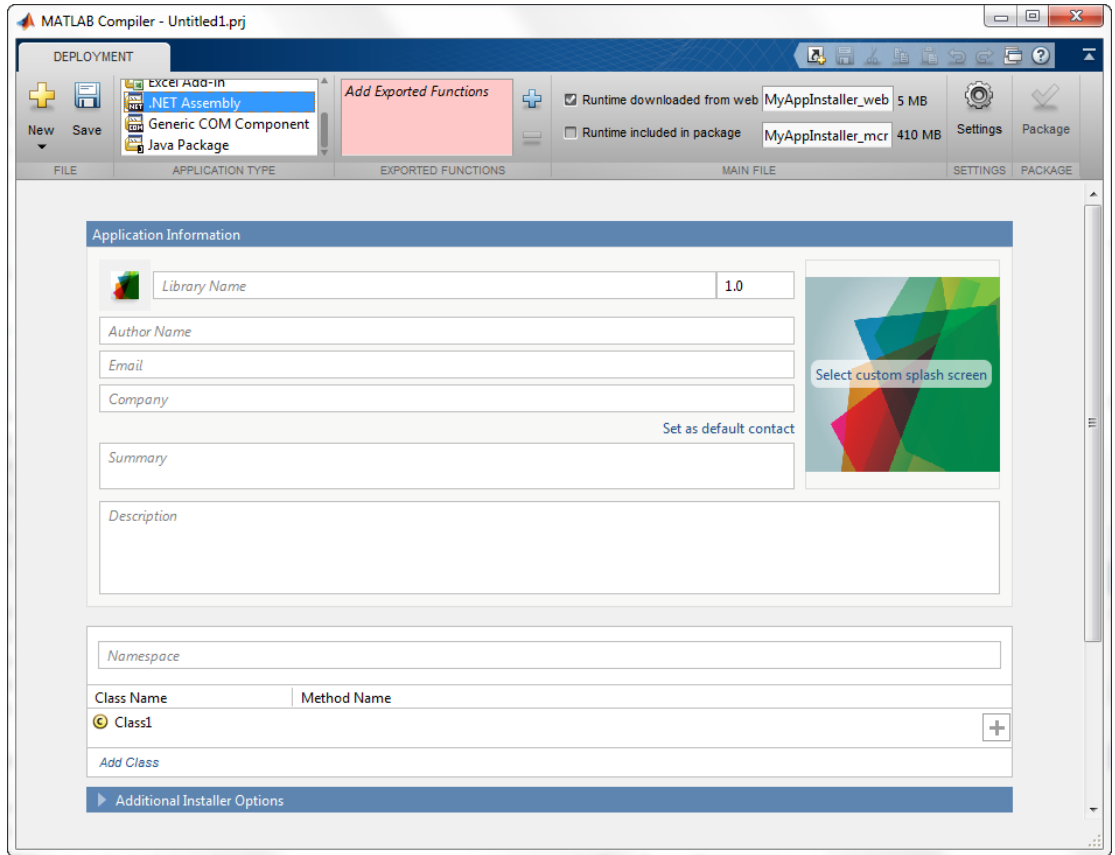 MATLAB Compiler - Untitled1.prj
DEPLOYMENT
New
Save
Excel Add-in
.NET Assembly
Generic COM Component
Java Package
Add Exported Functions
Runtime downloaded from web MyAppInstaller_web 5 MB
Runtime included in package MyAppInstaller_mcr 410 MB
Settings
Package
FILE APPLICATION TYPE EXPORTED FUNCTIONS MAIN FILE SETTINGS PACKAGE
Application Information
Library Name 1.0
Author Name
Email
Company
Set as default contact
Select custom splash screen
Summary
Description
Namespace
Class Name Method Name
Class1
Add Class
Additional Installer Options